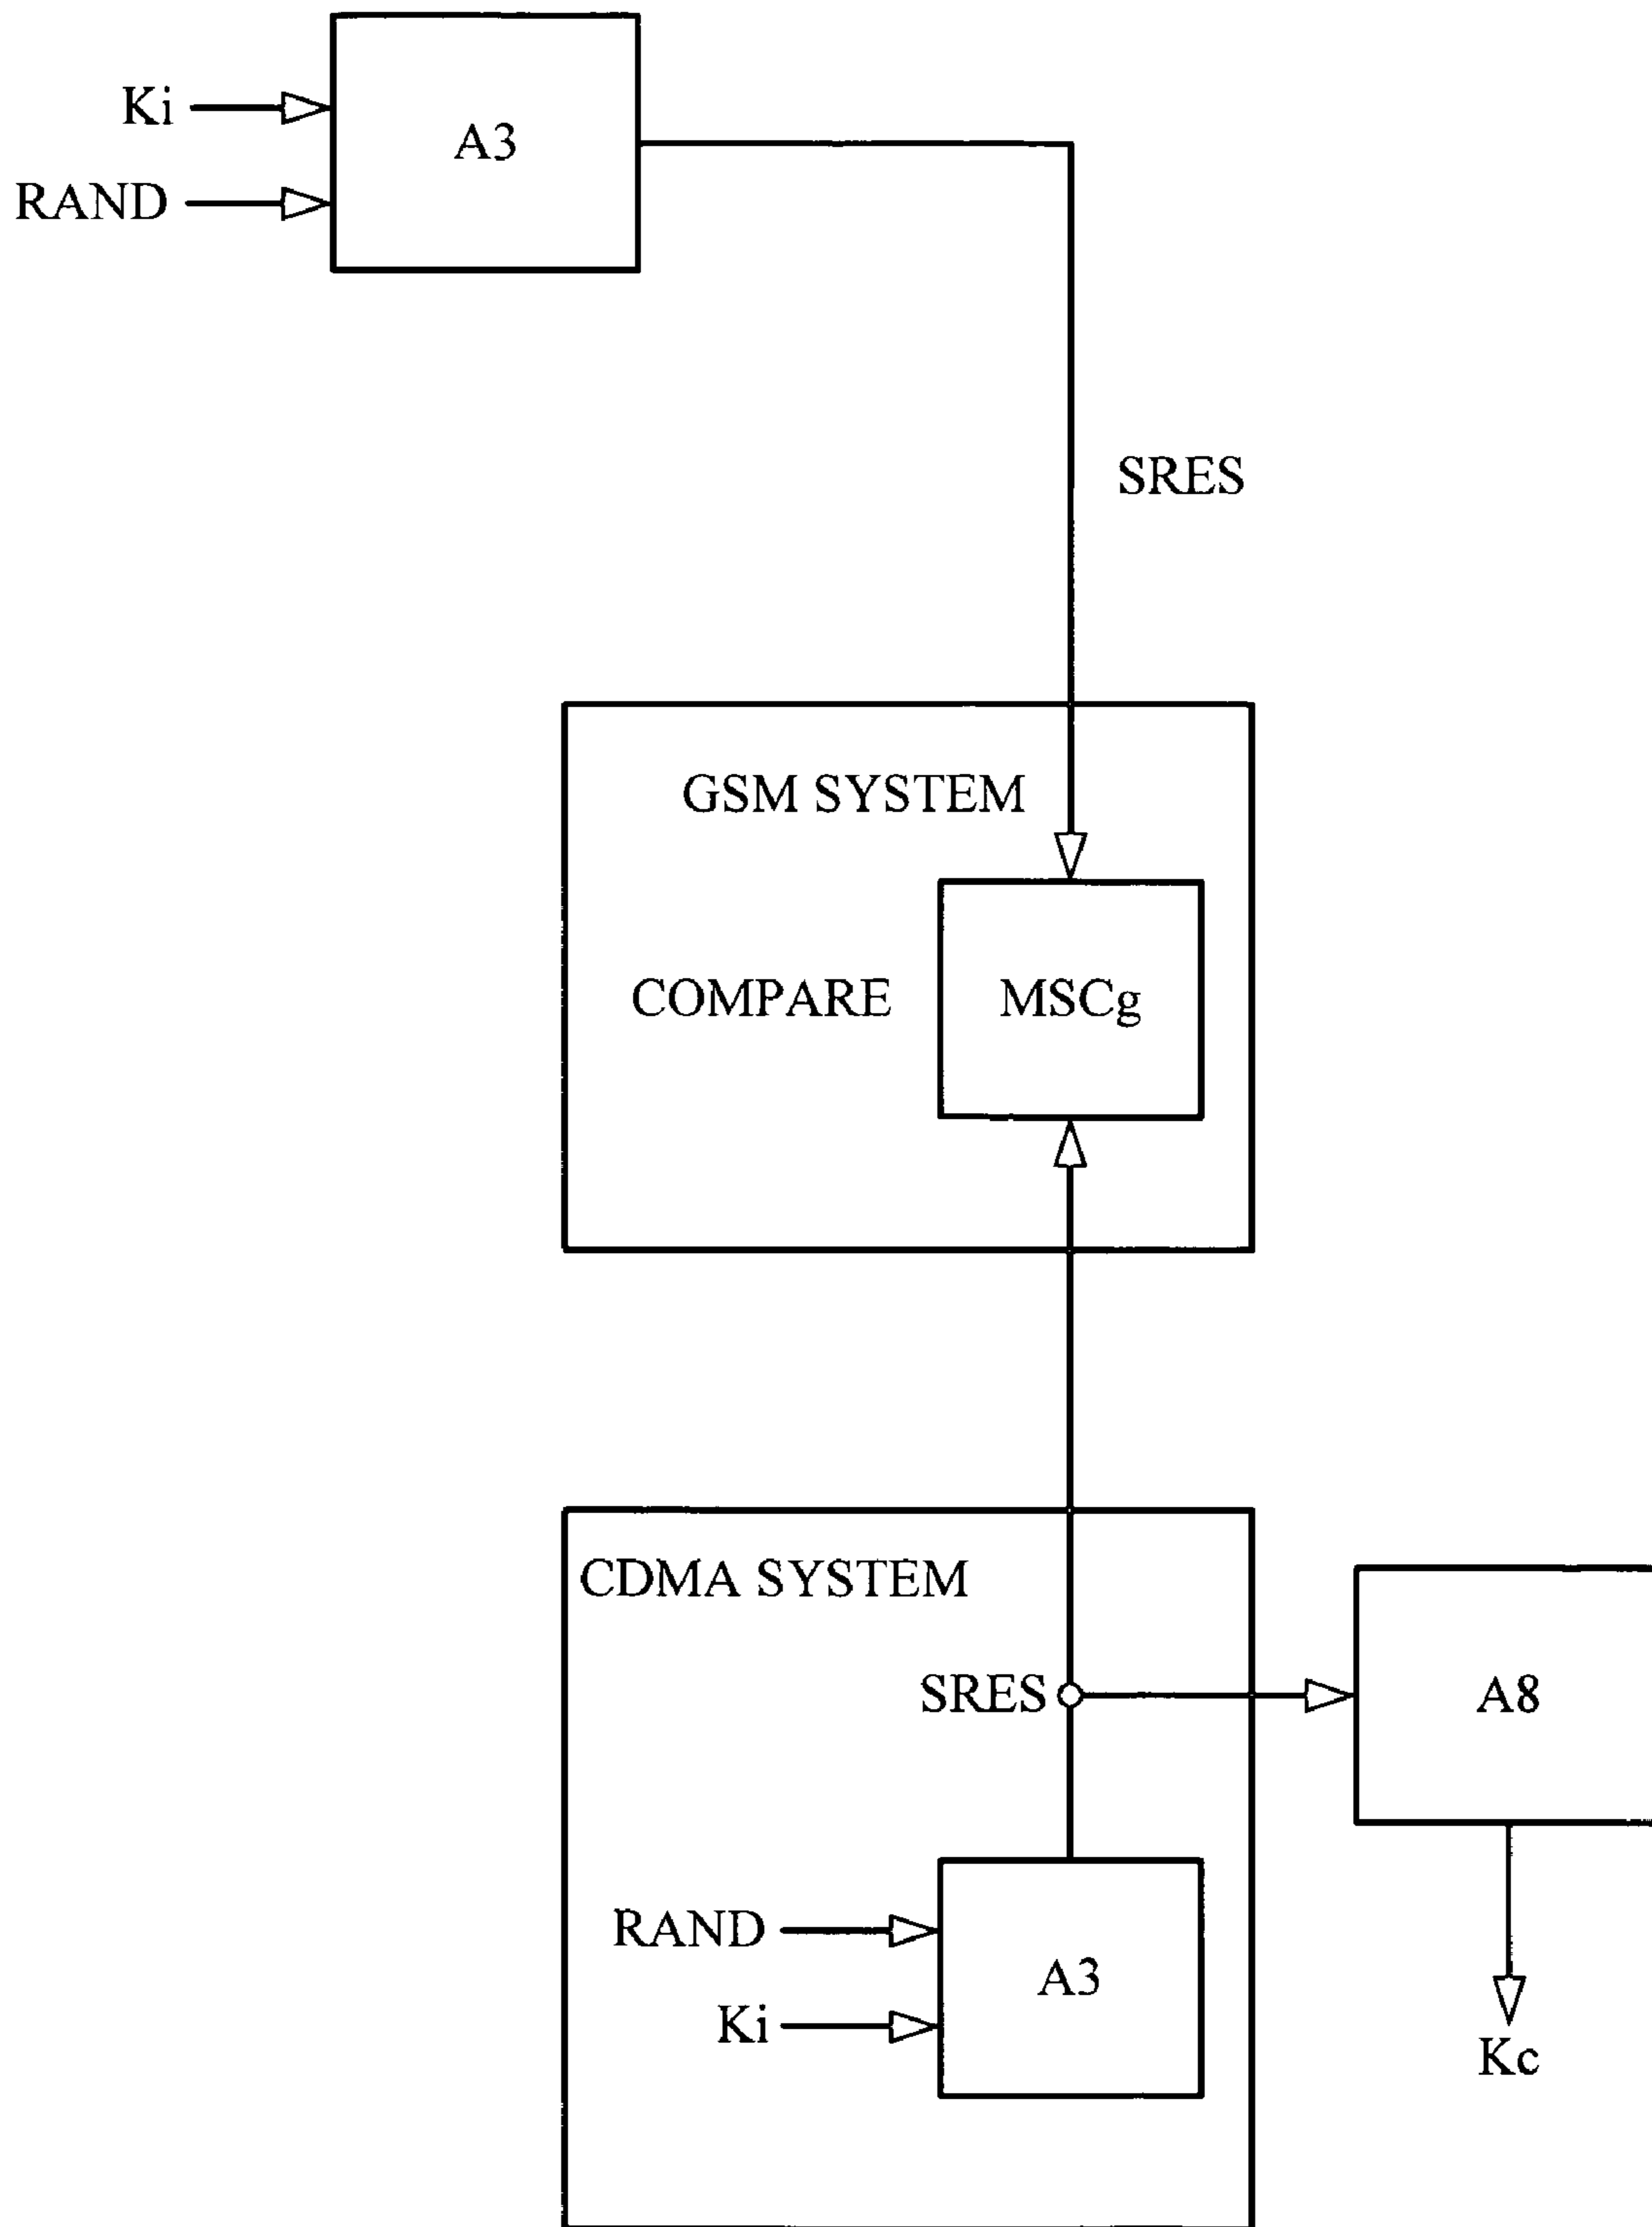 Ki
A3
RAND
SRES
GSM SYSTEM
COMPARE
MSCg
CDMA SYSTEM
SRES
A8
RAND
A3
Ki
Kc